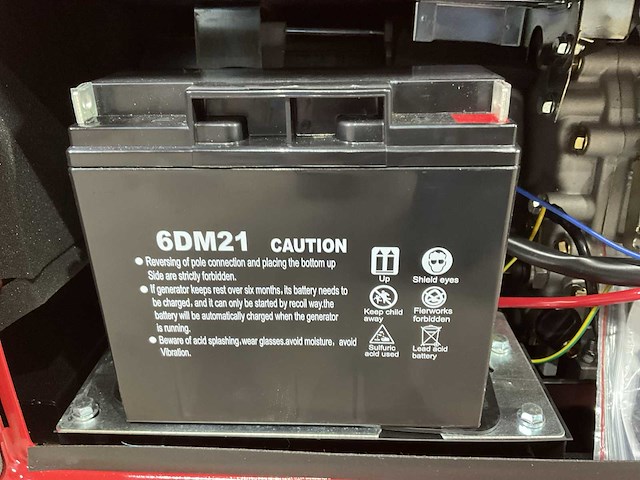 6DM21 CAUTION
● Reversing of pole connection and placing the bottom up
Side are strictly forbidden.
● If generator keeps rest over six months, its battery needs to
be charged, and it can only be started by recoil way.the
battery will be automatically charged when the generator
is running.
● Beware of acid splashing,wear glasses.avoid moisture, avoid
Vibration.
Up
Shield eyes
Keep child
away
Fierworks
forbidden
Sulfuric
acid used
Lead acid
battery